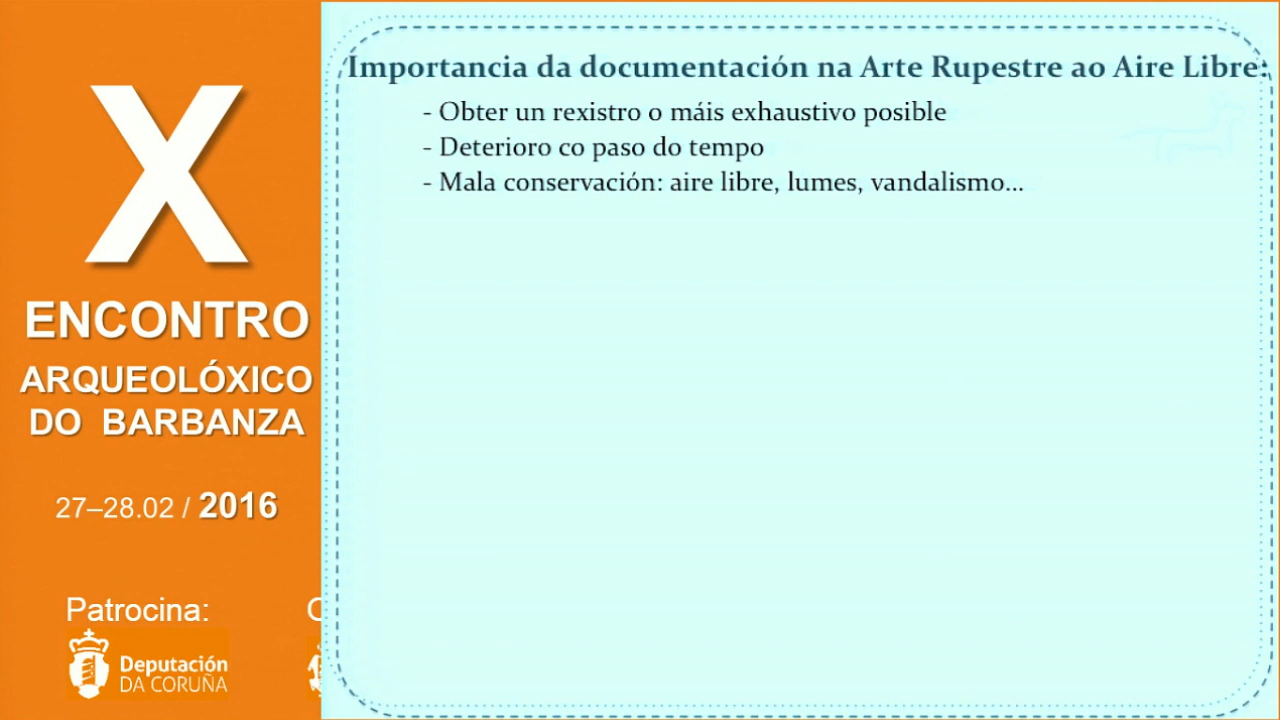 X
ENCONTRO
ARQUEOLÓXICO
DO BARBANZA
27–28.02 / 2016
Patrocina:
Deputación
DA CORUÑA
Importancia da documentación na Arte Rupestre ao Aire Libre:
- Obter un rexistro o máis exhaustivo posible
- Deterioro co paso do tempo
- Mala conservación: aire libre, lumes, vandalismo...